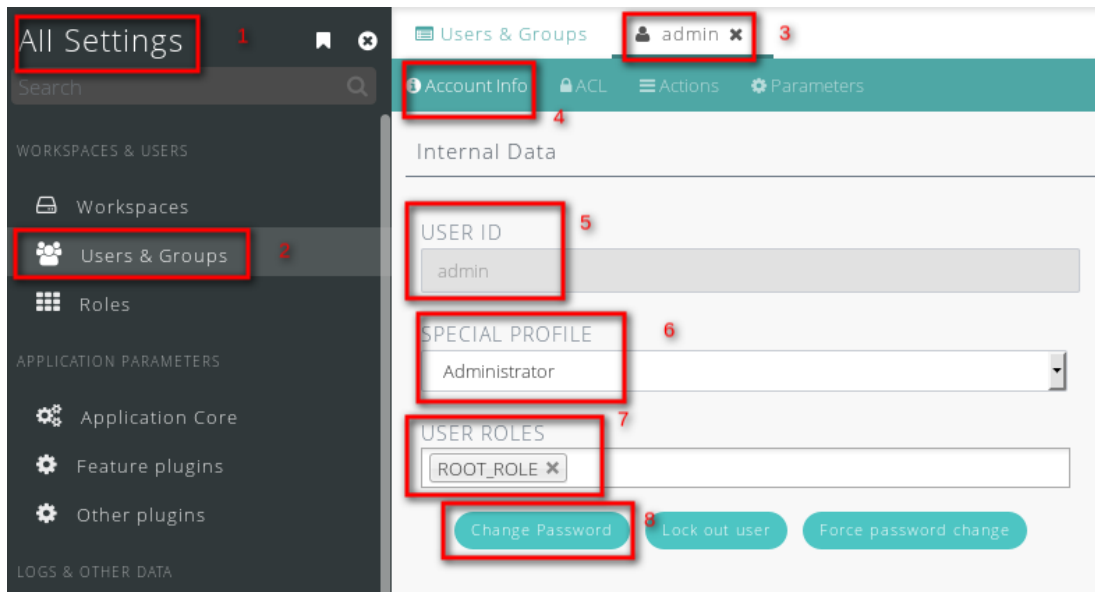 All Settings
1
Search
WORKSPACES & USERS
Workspaces
Users & Groups
2
Roles
APPLICATION PARAMETERS
Application Core
Feature plugins
Other plugins
LOGS & OTHER DATA
Users & Groups
admin
3
Account Info
ACL
Actions
Parameters
4
Internal Data
USER ID
5
admin
SPECIAL PROFILE
6
Administrator
USER ROLES
7
ROOT_ROLE
Change Password
8
Lock out user
Force password change